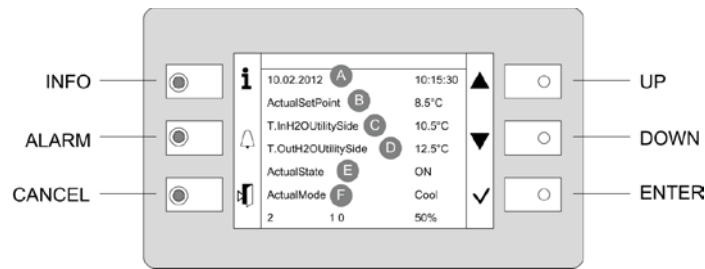 INFO
ALARM
CANCEL
i
10.02.2012 A 10:15:30
ActualSetPoint B 8.5°C
T.InH2OUtilitySide C 10.5°C
T.OutH2OUtilitySide D 12.5°C
ActualState E ON
ActualMode F Cool
2 1 0 50%
UP
DOWN
ENTER